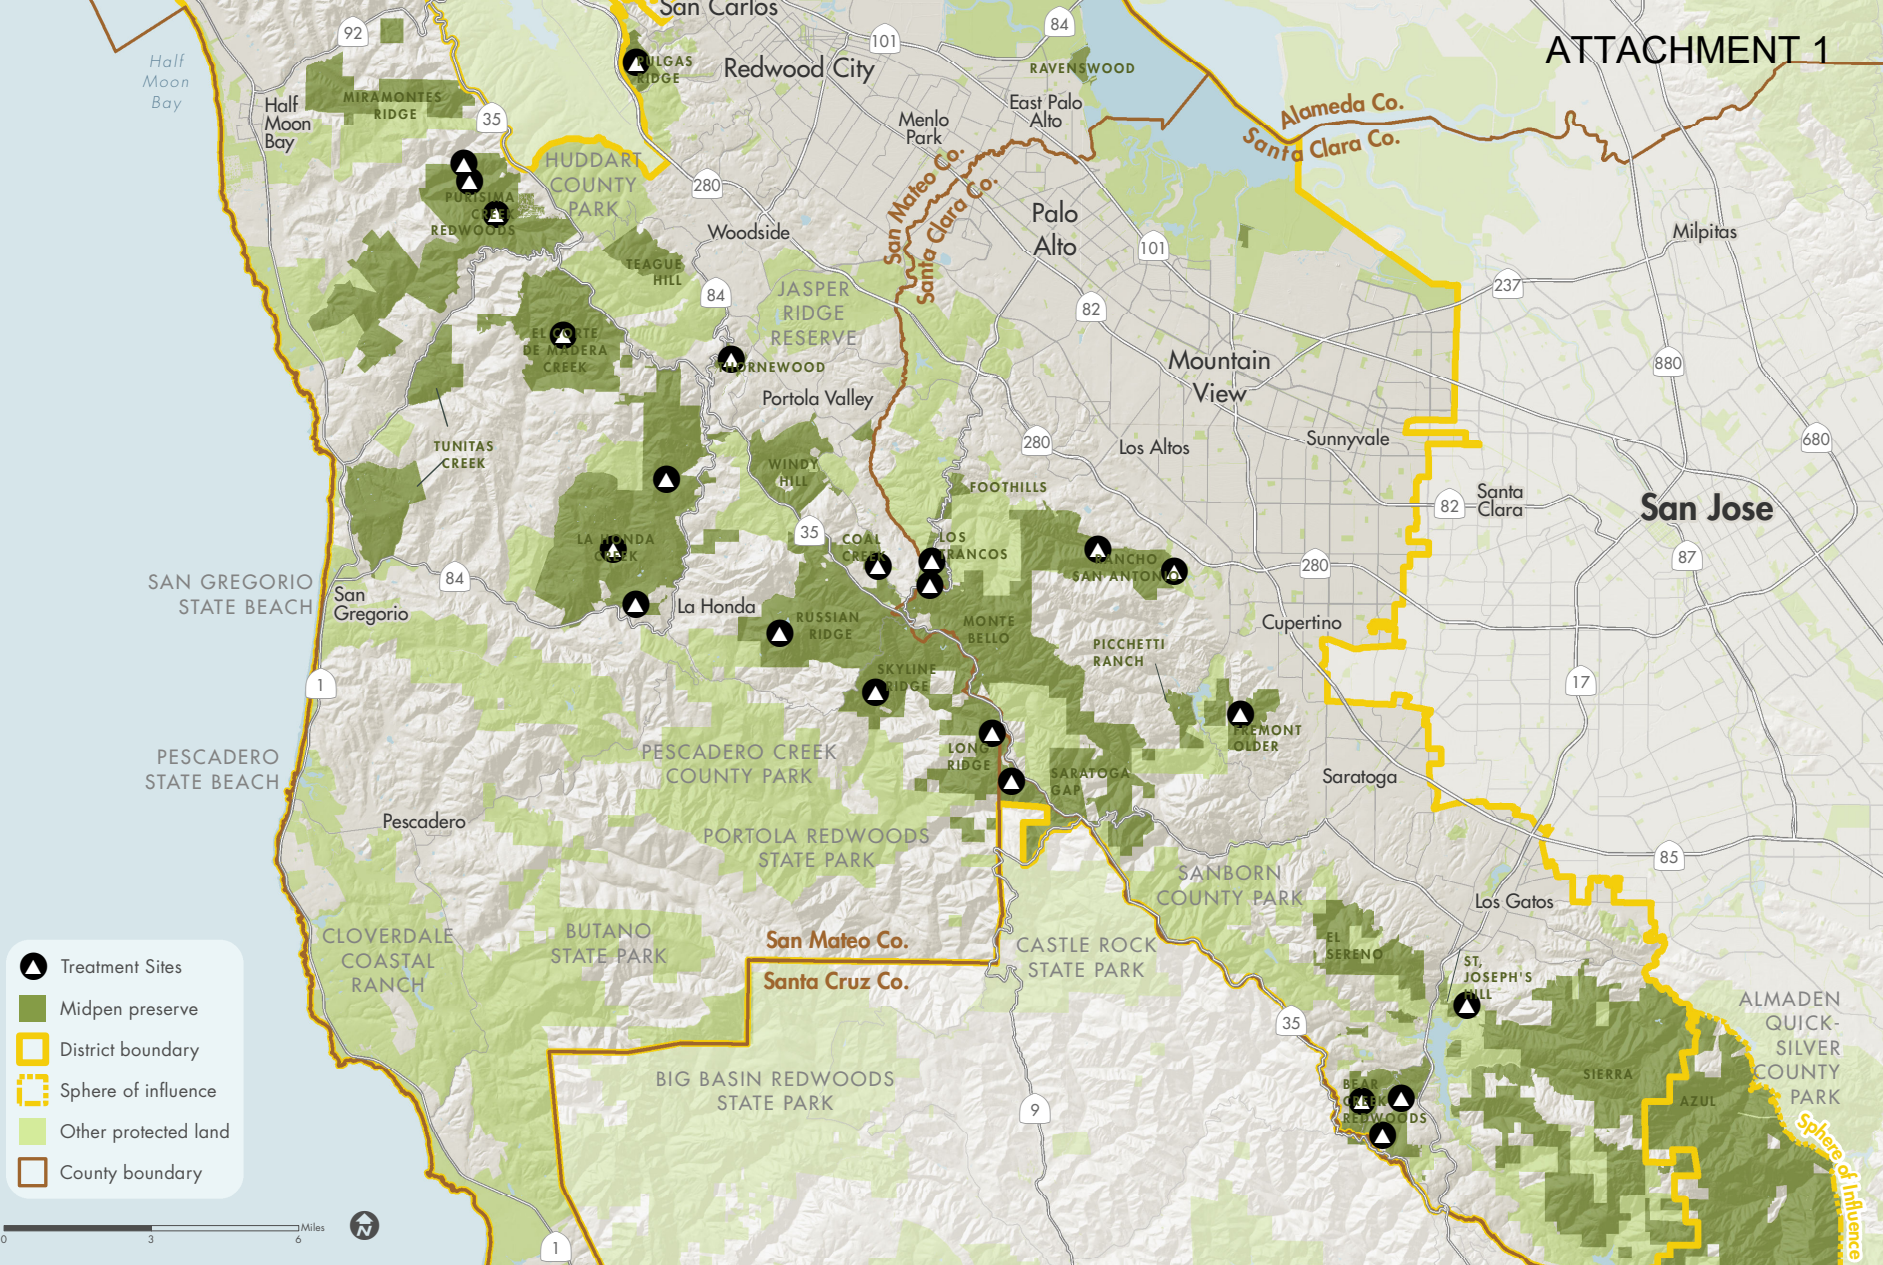 ATTACHMENT 1
San Carlos
92
101
84
Half
Moon
Bay
PULGAS
RIDGE
Redwood City
RAVENSWOOD
MIRAMONTES
RIDGE
Half
Moon
Bay
35
East Palo
Alto
Menlo
Park
Alameda Co.
Santa Clara Co.
San Mateo Co.
Santa Clara Co.
HUDDART
COUNTY
PARK
280
PURISIMA
CREEK
REDWOODS
Woodside
Palo
Alto
101
Milpitas
TEAGUE
HILL
84
JASPER
RIDGE
RESERVE
82
237
EL CORTE
DE MADERA
CREEK
THORNEWOOD
Portola Valley
Mountain
View
880
TUNITAS
CREEK
WINDY
HILL
280
Los Altos
Sunnyvale
680
FOOTHILLS
82
Santa
Clara
San Jose
LA HONDA
CREEK
35
COAL
CREEK
LOS
TRANCOS
RANCHO
SAN ANTONIO
280
87
SAN GREGORIO
STATE BEACH
84
San
Gregorio
La Honda
RUSSIAN
RIDGE
MONTE
BELLO
Cupertino
PICCHETTI
RANCH
SKYLINE
RIDGE
1
17
FREMONT
OLDER
PESCADERO
STATE BEACH
PESCADERO CREEK
COUNTY PARK
LONG
RIDGE
SARATOGA
GAP
Saratoga
Pescadero
PORTOLA REDWOODS
STATE PARK
85
SANBORN
COUNTY PARK
Los Gatos
CLOVERDALE
COASTAL
RANCH
BUTANO
STATE PARK
San Mateo Co.
Santa Cruz Co.
CASTLE ROCK
STATE PARK
EL
SERENO
ST.
JOSEPH'S
HILL
35
ALMADEN
QUICK-
SILVER
COUNTY
PARK
BIG BASIN REDWOODS
STATE PARK
9
BEAR
CREEK
REDWOODS
SIERRA
AZUL
Sphere of Influence
Treatment Sites
Midpen preserve
District boundary
Sphere of influence
Other protected land
County boundary
0 3 6 Miles
N
1